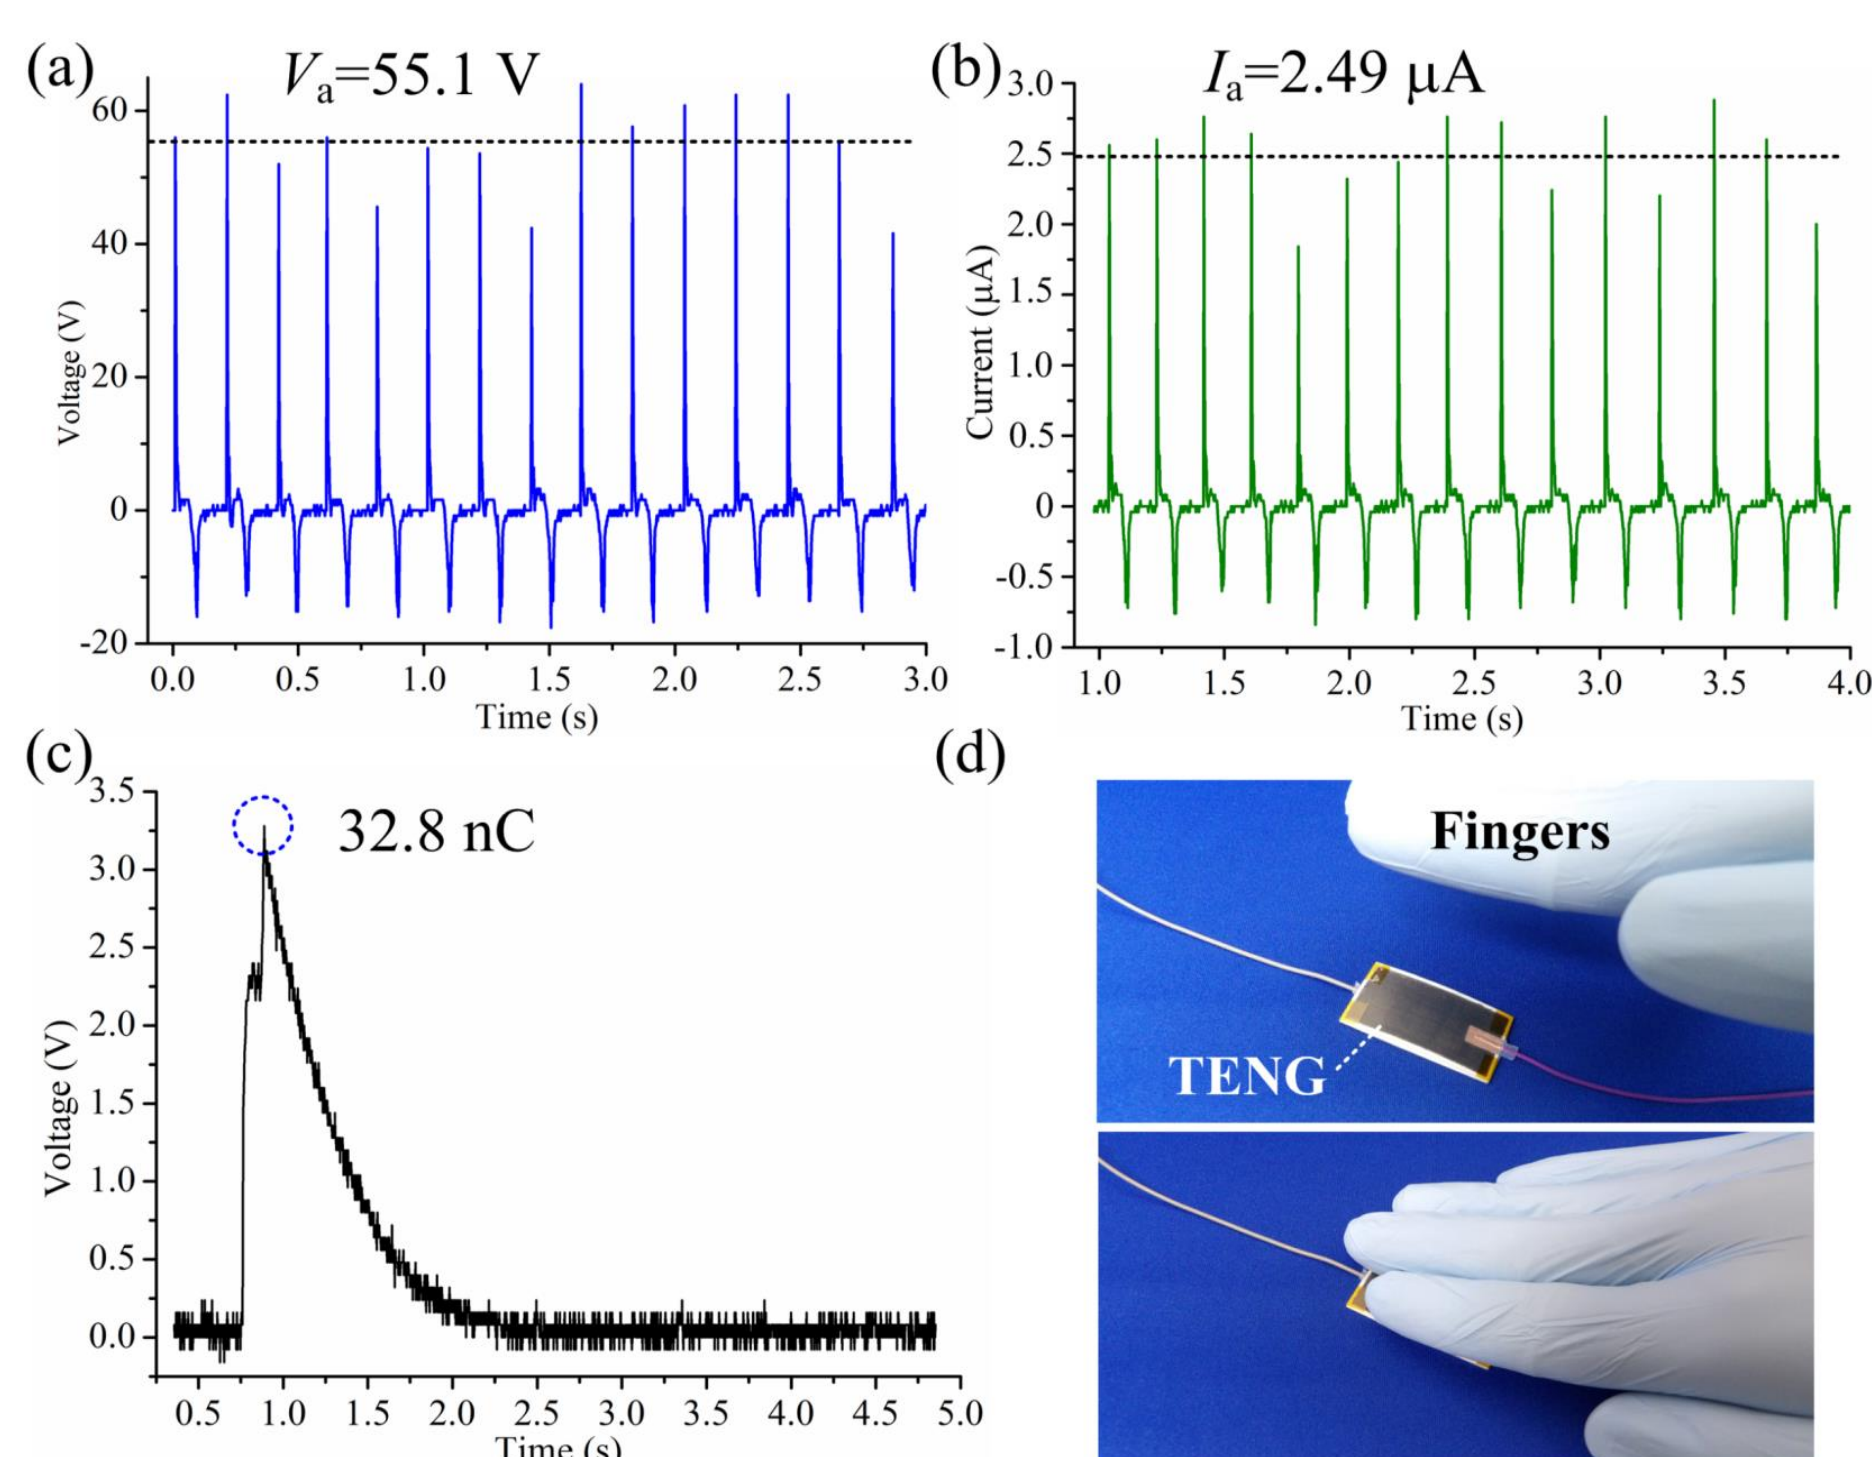 (a)
Vₐ=55.1 V
Voltage (V)
60
40
20
0
-20
0.0 0.5 1.0 1.5 2.0 2.5 3.0
Time (s)
(b)
Iₐ=2.49 μA
Current (μA)
3.0
2.5
2.0
1.5
1.0
0.5
0
-0.5
-1.0
1.0 1.5 2.0 2.5 3.0 3.5 4.0
Time (s)
(c)
32.8 nC
Voltage (V)
3.5
3.0
2.5
2.0
1.5
1.0
0.5
0.0
0.5 1.0 1.5 2.0 2.5 3.0 3.5 4.0 4.5 5.0
Time (s)
(d)
Fingers
TENG